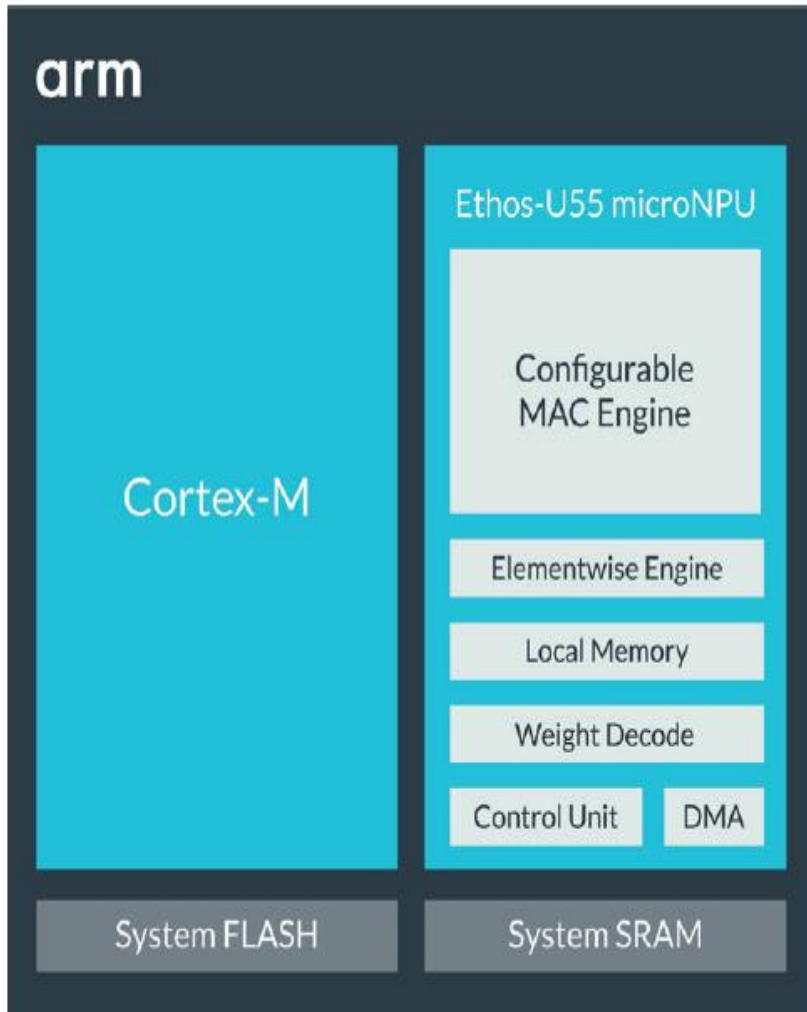 arm
Cortex-M
Ethos-U55 microNPU
Configurable
MAC Engine
Elementwise Engine
Local Memory
Weight Decode
Control Unit
DMA
System FLASH
System SRAM